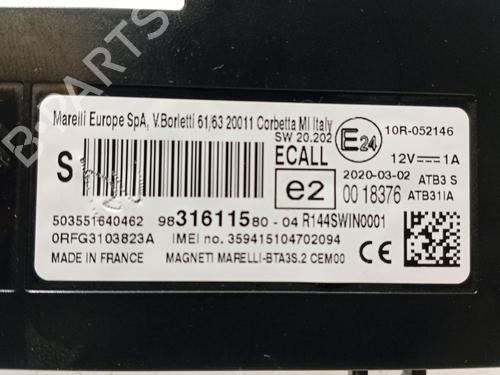 Marelli Europe SpA, V.Borletti 61/63 20011 Corbetta MI Italy
SW 20.202
S
ECALL
E24
10R-052146
12V 1A
e2
2020-03-02 ATB3 S
00 18376 ATB31IA
503551640462 9831611580-04 R144SWIN0001
0RFG3103823A IMEI no. 359415104702094
MADE IN FRANCE MAGNETI MARELLI-BTA3S.2 CEM00
CE
B-PARTS